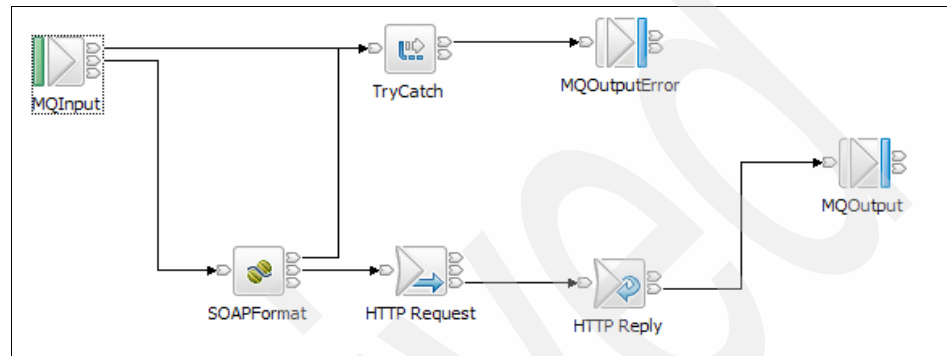 MQInput
TryCatch
MQOutputError
MQOutput
SOAPFormat
HTTP Request
HTTP Reply